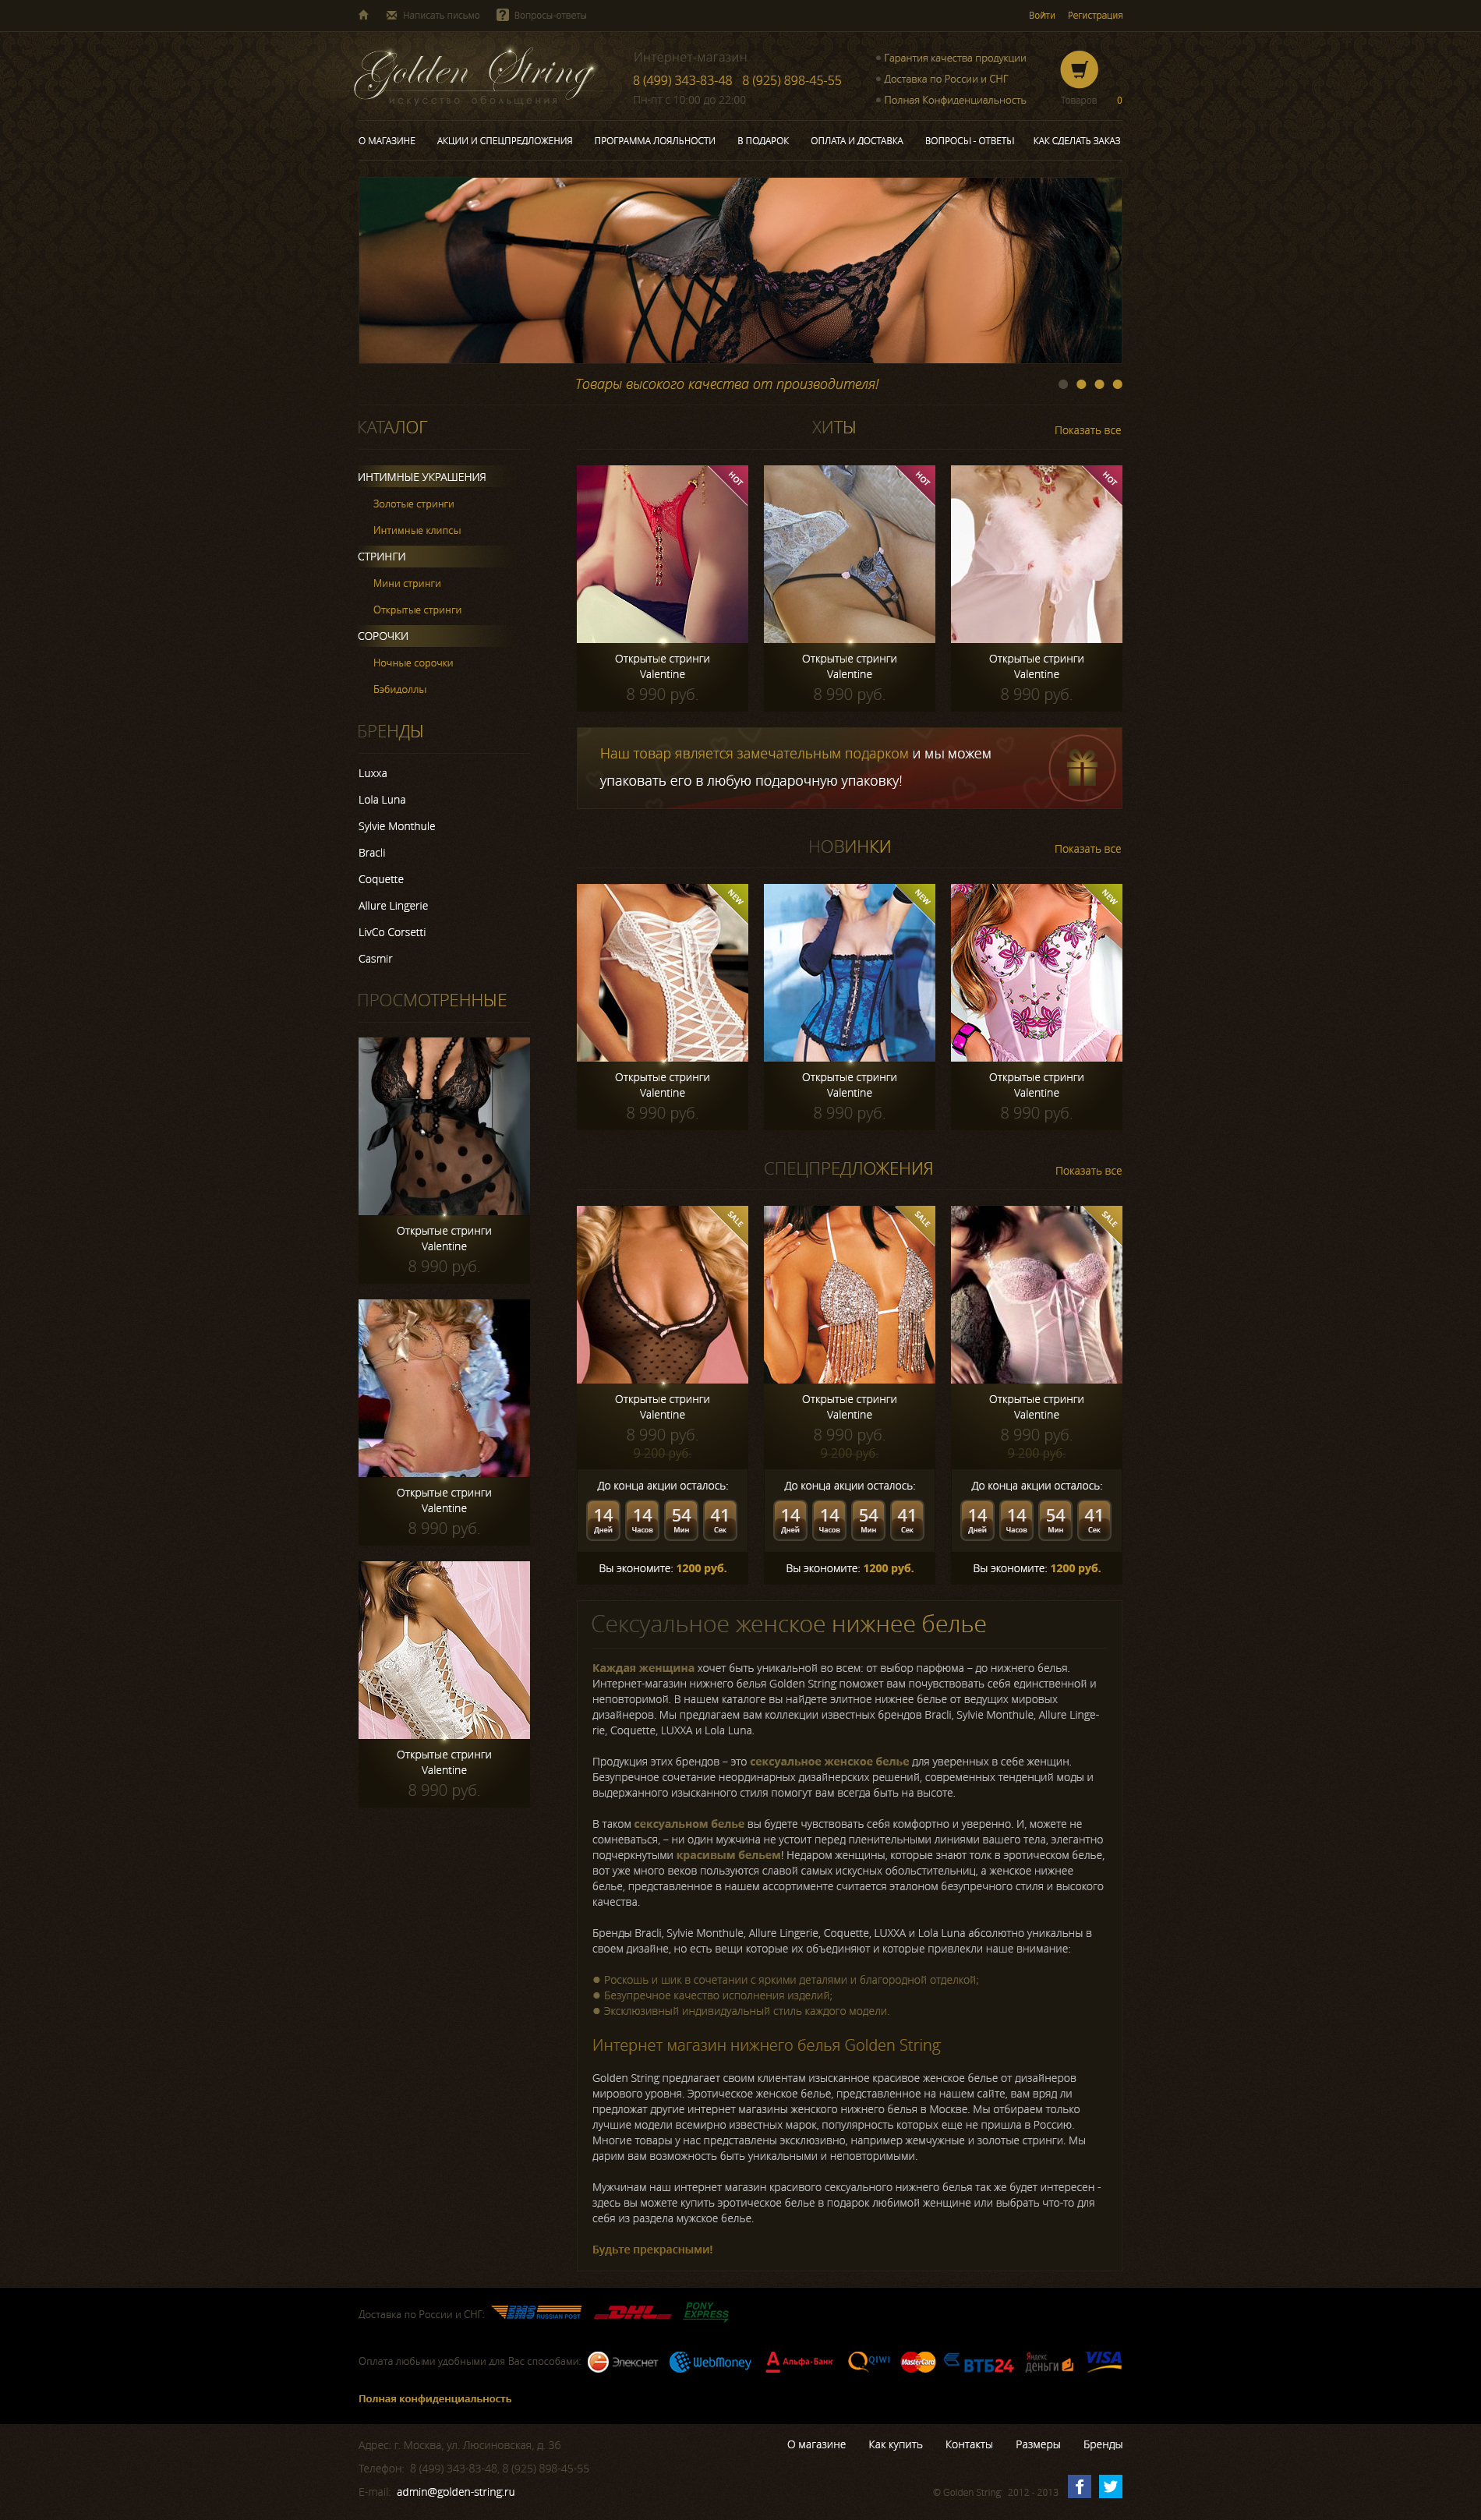 Написать письмо
Вопросы-ответы
Войти Регистрация
Golden String
искусство обольщения
Интернет-магазин
8 (499) 343-83-48 8 (925) 898-45-55
Пн-пт с 10:00 до 22:00
Гарантия качества продукции
Доставка по России и СНГ
Полная Конфиденциальность
Товаров 0
О МАГАЗИНЕ АКЦИИ И СПЕЦПРЕДЛОЖЕНИЯ ПРОГРАММА ЛОЯЛЬНОСТИ В ПОДАРОК ОПЛАТА И ДОСТАВКА ВОПРОСЫ - ОТВЕТЫ КАК СДЕЛАТЬ ЗАКАЗ
Товары высокого качества от производителя!
КАТАЛОГ
ИНТИМНЫЕ УКРАШЕНИЯ
Золотые стринги
Интимные клипсы
СТРИНГИ
Мини стринги
Открытые стринги
СОРОЧКИ
Ночные сорочки
Бэбидоллы
БРЕНДЫ
Luxxa
Lola Luna
Sylvie Monthule
Bracli
Coquette
Allure Lingerie
LivCo Corsetti
Casmir
ПРОСМОТРЕННЫЕ
Открытые стринги
Valentine
8 990 руб.
Открытые стринги
Valentine
8 990 руб.
Открытые стринги
Valentine
8 990 руб.
ХИТЫ
Показать все
HOT HOT HOT
Открытые стринги Открытые стринги Открытые стринги
Valentine Valentine Valentine
8 990 руб. 8 990 руб. 8 990 руб.
Наш товар является замечательным подарком и мы можем
упаковать его в любую подарочную упаковку!
НОВИНКИ
Показать все
NEW NEW NEW
Открытые стринги Открытые стринги Открытые стринги
Valentine Valentine Valentine
8 990 руб. 8 990 руб. 8 990 руб.
СПЕЦПРЕДЛОЖЕНИЯ
Показать все
SALE SALE SALE
Открытые стринги Открытые стринги Открытые стринги
Valentine Valentine Valentine
8 990 руб. 8 990 руб. 8 990 руб.
9 200 руб. 9 200 руб. 9 200 руб.
До конца акции осталось: До конца акции осталось: До конца акции осталось:
14 14 54 41 14 14 54 41 14 14 54 41
Дней Часов Мин Сек Дней Часов Мин Сек Дней Часов Мин Сек
Вы экономите: 1200 руб. Вы экономите: 1200 руб. Вы экономите: 1200 руб.
Сексуальное женское нижнее белье
Каждая женщина хочет быть уникальной во всем: от выбор парфюма – до нижнего белья.
Интернет-магазин нижнего белья Golden String поможет вам почувствовать себя единственной и
неповторимой. В нашем каталоге вы найдете элитное нижнее белье от ведущих мировых
дизайнеров. Мы предлагаем вам коллекции известных брендов Bracli, Sylvie Monthule, Allure Linge-
rie, Coquette, LUXXA и Lola Luna.
Продукция этих брендов – это сексуальное женское белье для уверенных в себе женщин.
Безупречное сочетание неординарных дизайнерских решений, современных тенденций моды и
выдержанного изысканного стиля помогут вам всегда быть на высоте.
В таком сексуальном белье вы будете чувствовать себя комфортно и уверенно. И, можете не
сомневаться, – ни один мужчина не устоит перед пленительными линиями вашего тела, элегантно
подчеркнутыми красивым бельем! Недаром женщины, которые знают толк в эротическом белье,
вот уже много веков пользуются славой самых искусных обольстительниц, а женское нижнее
белье, представленное в нашем ассортименте считается эталоном безупречного стиля и высокого
качества.
Бренды Bracli, Sylvie Monthule, Allure Lingerie, Coquette, LUXXA и Lola Luna абсолютно уникальны в
своем дизайне, но есть вещи которые их объединяют и которые привлекли наше внимание:
Роскошь и шик в сочетании с яркими деталями и благородной отделкой;
Безупречное качество исполнения изделий;
Эксклюзивный индивидуальный стиль каждого модели.
Интернет магазин нижнего белья Golden String
Golden String предлагает своим клиентам изысканное красивое женское белье от дизайнеров
мирового уровня. Эротическое женское белье, представленное на нашем сайте, вам вряд ли
предложат другие интернет магазины женского нижнего белья в Москве. Мы отбираем только
лучшие модели всемирно известных марок, популярность которых еще не пришла в Россию.
Многие товары у нас представлены эксклюзивно, например жемчужные и золотые стринги. Мы
дарим вам возможность быть уникальными и неповторимыми.
Мужчинам наш интернет магазин красивого сексуального нижнего белья так же будет интересен -
здесь вы можете купить эротическое белье в подарок любимой женщине или выбрать что-то для
себя из раздела мужское белье.
Будьте прекрасными!
Доставка по России и СНГ: EMS RUSSIAN POST DHL PONY EXPRESS
Оплата любыми удобными для Вас способами: Элекснет WebMoney Альфа·Банк QIWI MasterCard ВТБ24 Яндекс деньги VISA
Полная конфиденциальность
Адрес: г. Москва, ул. Люсиновская, д. 36
Телефон: 8 (499) 343-83-48, 8 (925) 898-45-55
E-mail: admin@golden-string.ru
О магазине Как купить Контакты Размеры Бренды
© Golden String 2012 - 2013